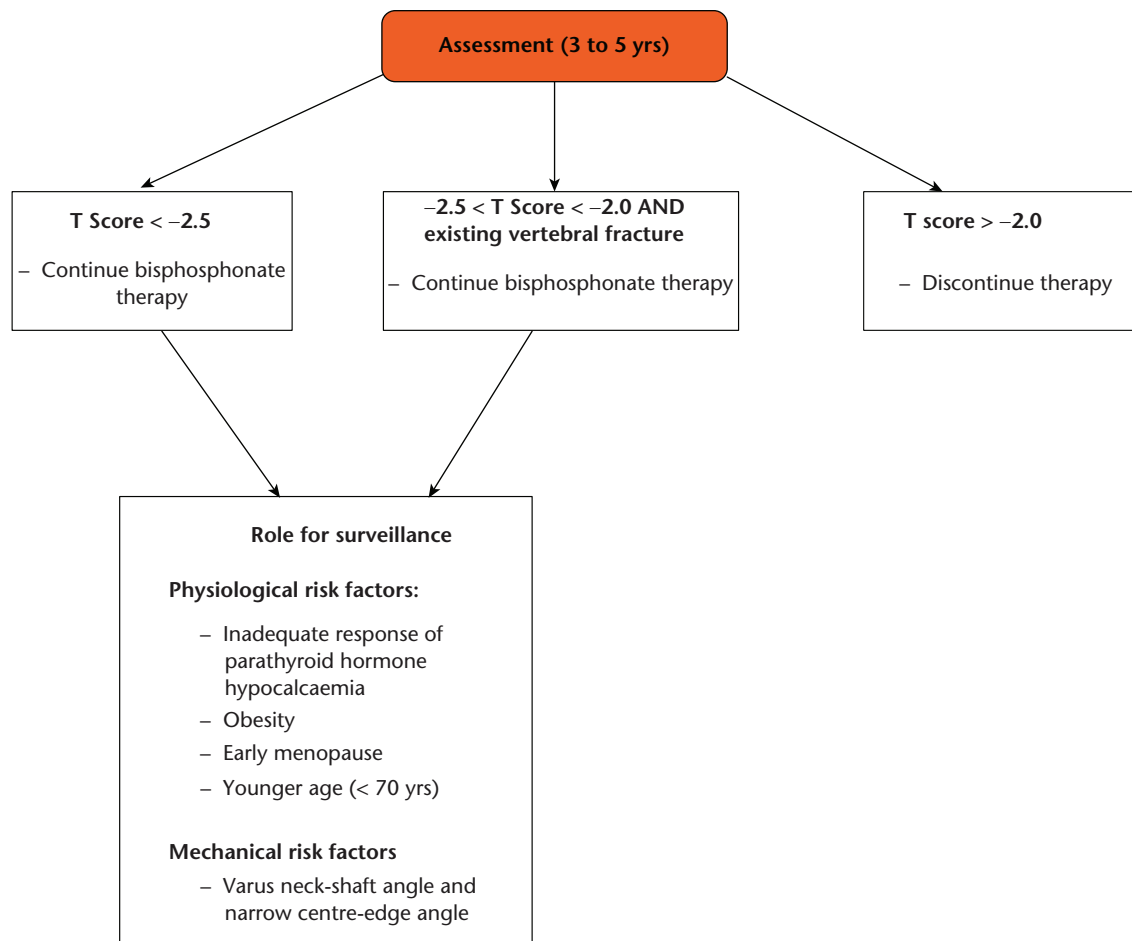 Assessment (3 to 5 yrs)
T Score < –2.5
– Continue bisphosphonate
therapy
–2.5 < T Score < –2.0 AND
existing vertebral fracture
– Continue bisphosphonate therapy
T score > –2.0
– Discontinue therapy
Role for surveillance
Physiological risk factors:
– Inadequate response of
parathyroid hormone
hypocalcaemia
– Obesity
– Early menopause
– Younger age (< 70 yrs)
Mechanical risk factors
– Varus neck-shaft angle and
narrow centre-edge angle